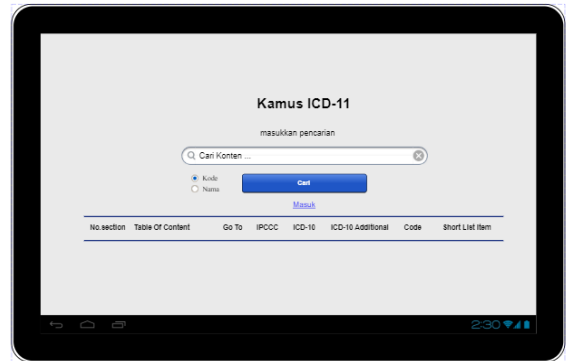 Kamus ICD-11
masukkan pencarian
Cari Konten ...
Kode
Nama
Cari
Masuk
No.section Table Of Content Go To IPCCC ICD-10 ICD-10 Additional Code Short List Item
2:30